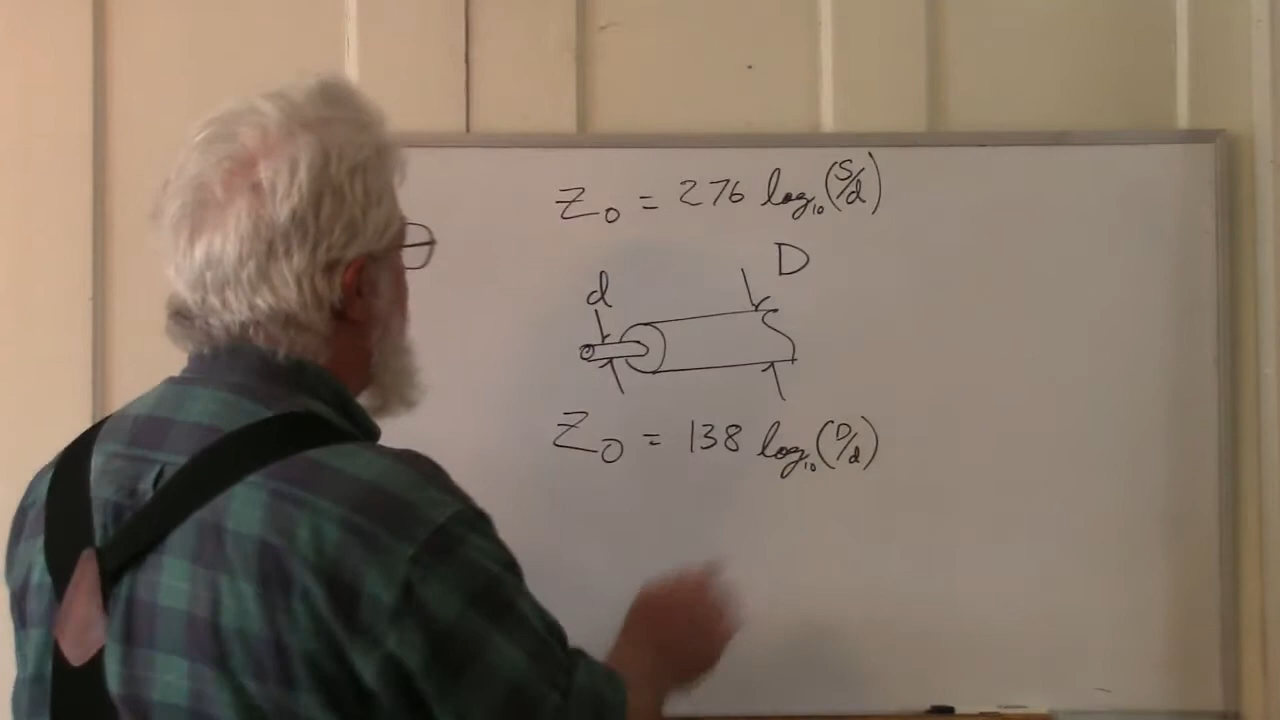 Z₀ = 276 log₁₀(S/d)
D
d
Z₀ = 138 log₁₀(D/d)